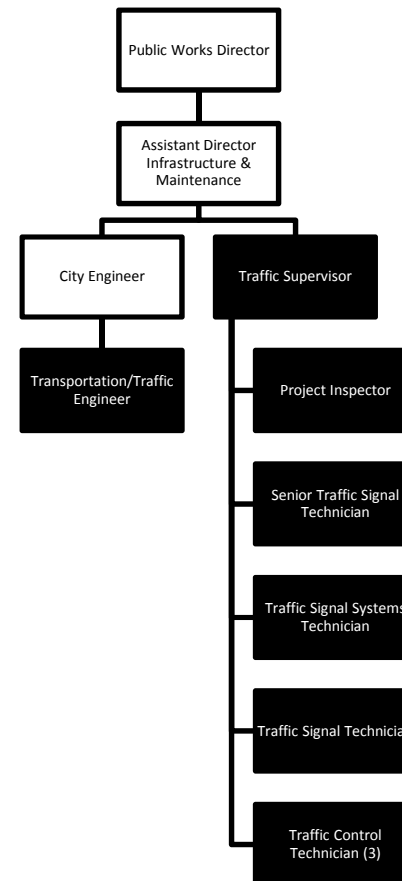 Public Works Director
Assistant Director
Infrastructure &
Maintenance
City Engineer
Traffic Supervisor
Transportation/Traffic
Engineer
Project Inspector
Senior Traffic Signal
Technician
Traffic Signal Systems
Technician
Traffic Signal Technicia
Traffic Control
Technician (3)